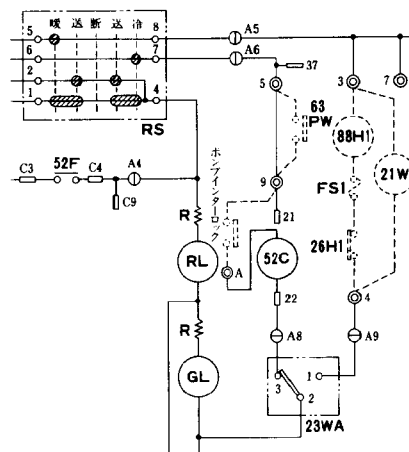 暖 送 断 送 冷
5 8 A5
6 7 A6
2
1 4
RS
37
5 3 7
63
PW
88H1
21W
FS1
26H1
C3 52F C4 A4
C9
ポンプインターロック
9
21
A
52C
22
R
RL
R
GL
4
A8 A9
3 1
2
23WA